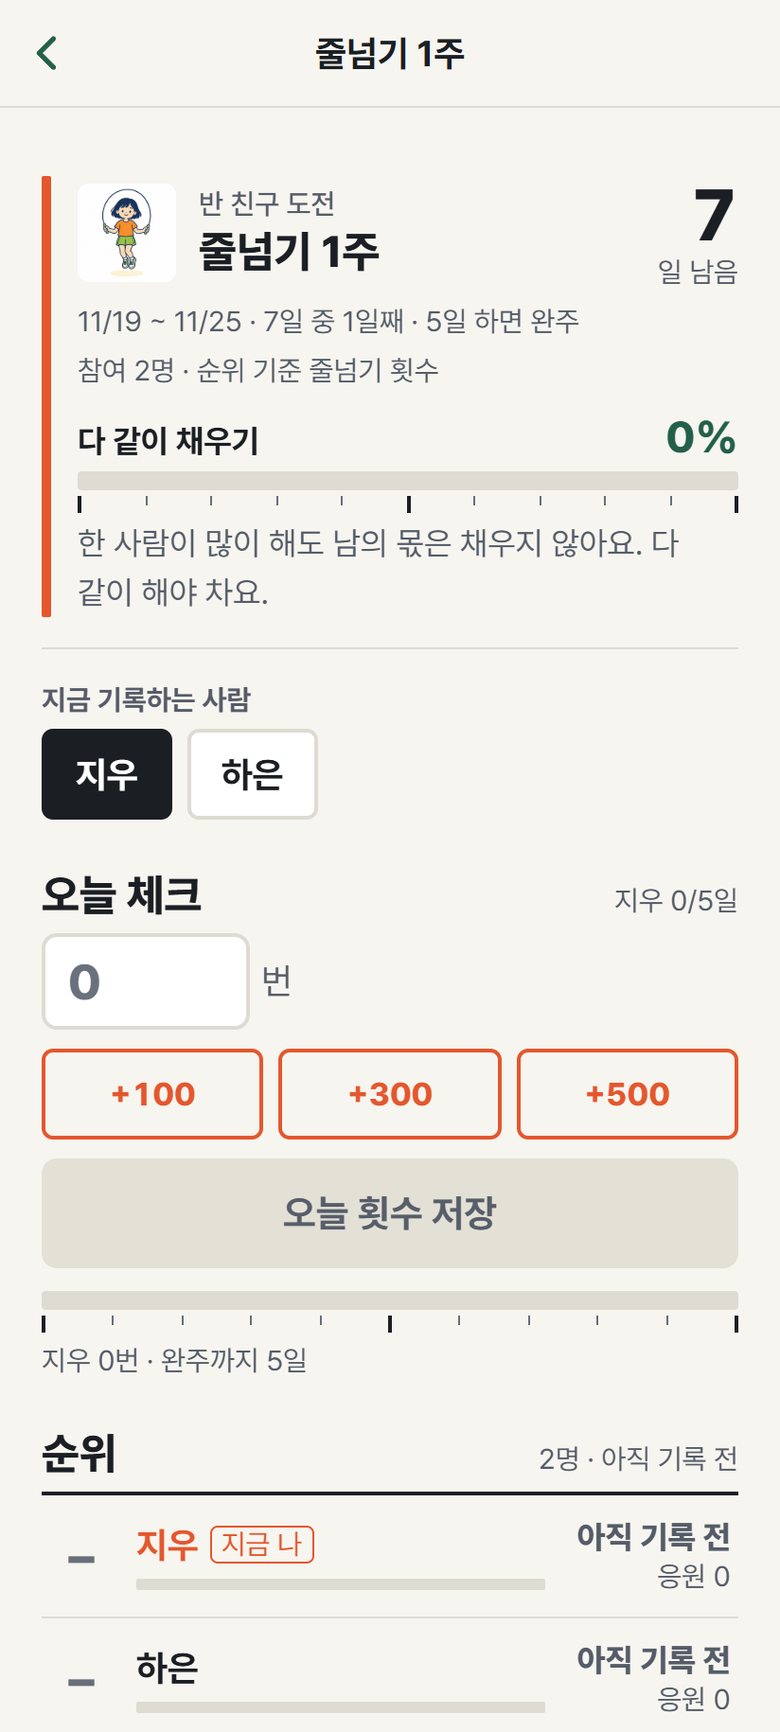 줄넘기 1주
반 친구 도전
줄넘기 1주
7
일 남음
11/19 ~ 11/25 · 7일 중 1일째 · 5일 하면 완주
참여 2명 · 순위 기준 줄넘기 횟수
다 같이 채우기
0%
한 사람이 많이 해도 남의 몫은 채우지 않아요. 다
같이 해야 차요.
지금 기록하는 사람
지우
하은
오늘 체크
지우 0/5일
0
번
+100
+300
+500
오늘 횟수 저장
지우 0번 · 완주까지 5일
순위
2명 · 아직 기록 전
지우
지금 나
아직 기록 전
응원 0
하은
아직 기록 전
응원 0